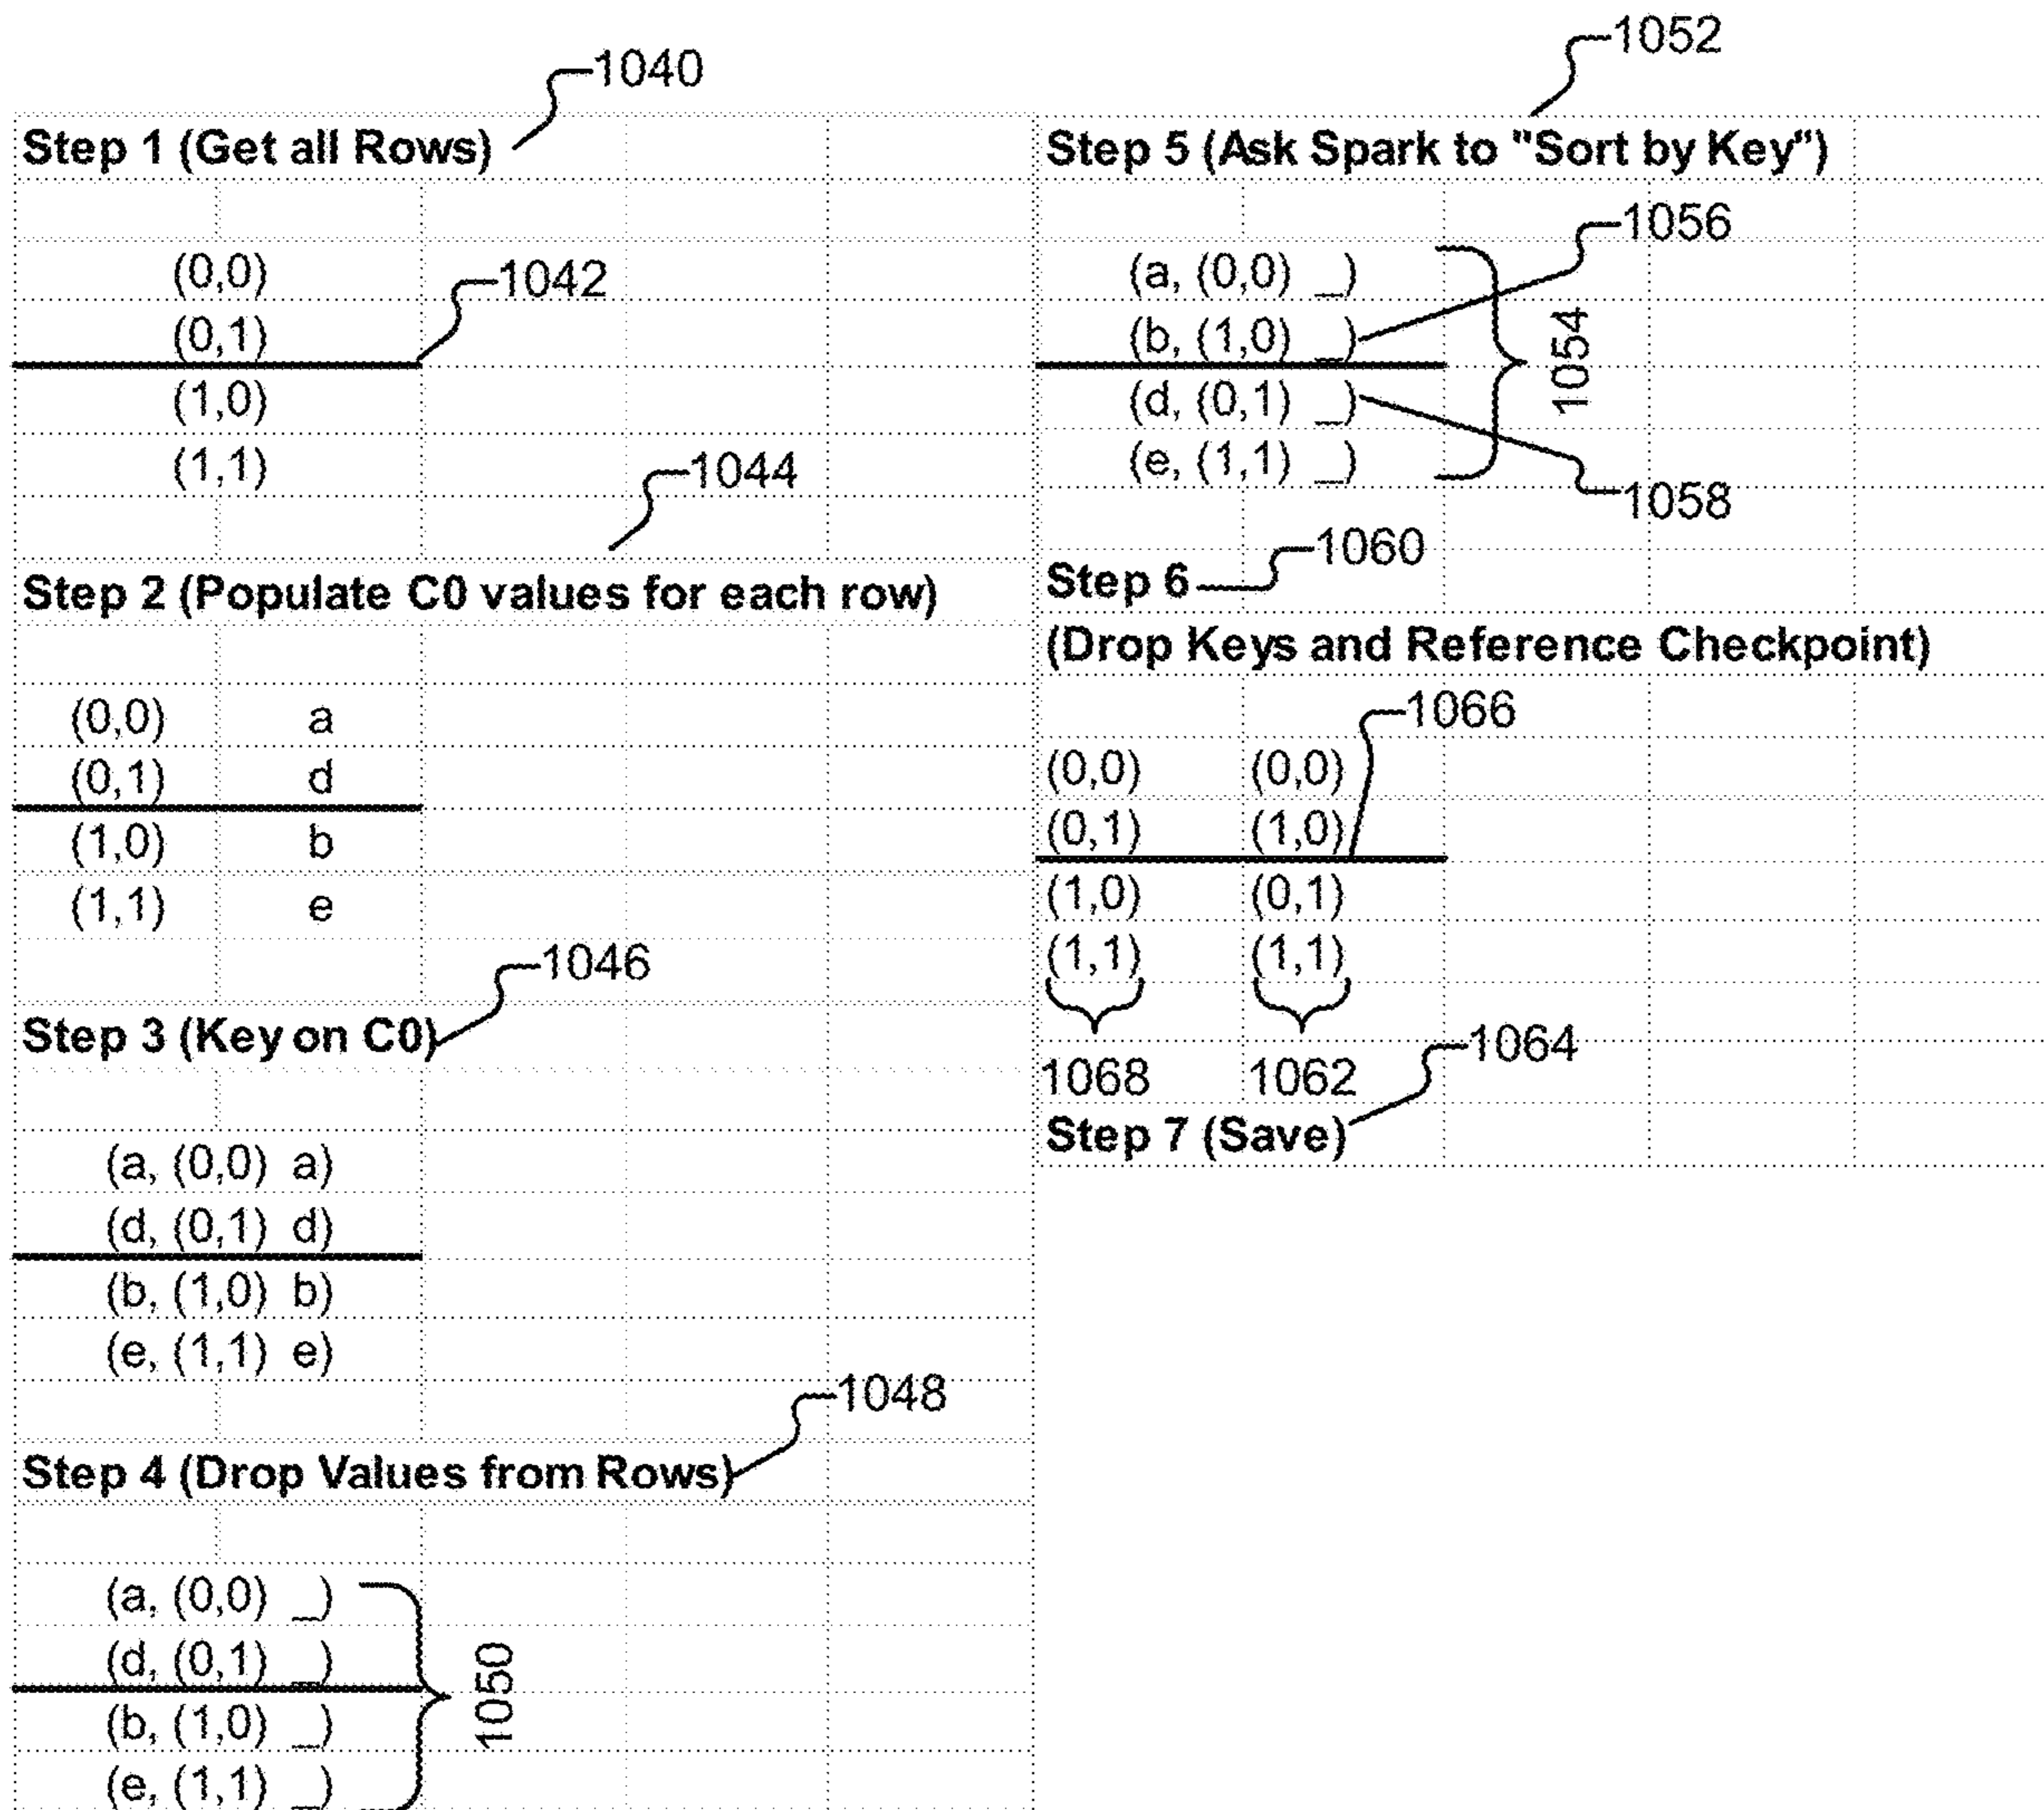 1040
Step 1 (Get all Rows)
(0,0)
1042
(0,1)
(1,0)
(1,1)
1044
Step 2 (Populate C0 values for each row)
(0,0) a
(0,1) d
(1,0) b
(1,1) e
1046
Step 3 (Key on C0)
(a, (0,0) a)
(d, (0,1) d)
(b, (1,0) b)
(e, (1,1) e)
1048
Step 4 (Drop Values from Rows)
(a, (0,0) _)
(d, (0,1) _)
(b, (1,0) _)
(e, (1,1) _)
1050
1052
Step 5 (Ask Spark to "Sort by Key")
1056
(a, (0,0) _)
(b, (1,0) _)
(d, (0,1) _)
(e, (1,1) _)
1054
1058
1060
Step 6
(Drop Keys and Reference Checkpoint)
1066
(0,0) (0,0)
(0,1) (1,0)
(1,0) (0,1)
(1,1) (1,1)
1068 1062
1064
Step 7 (Save)